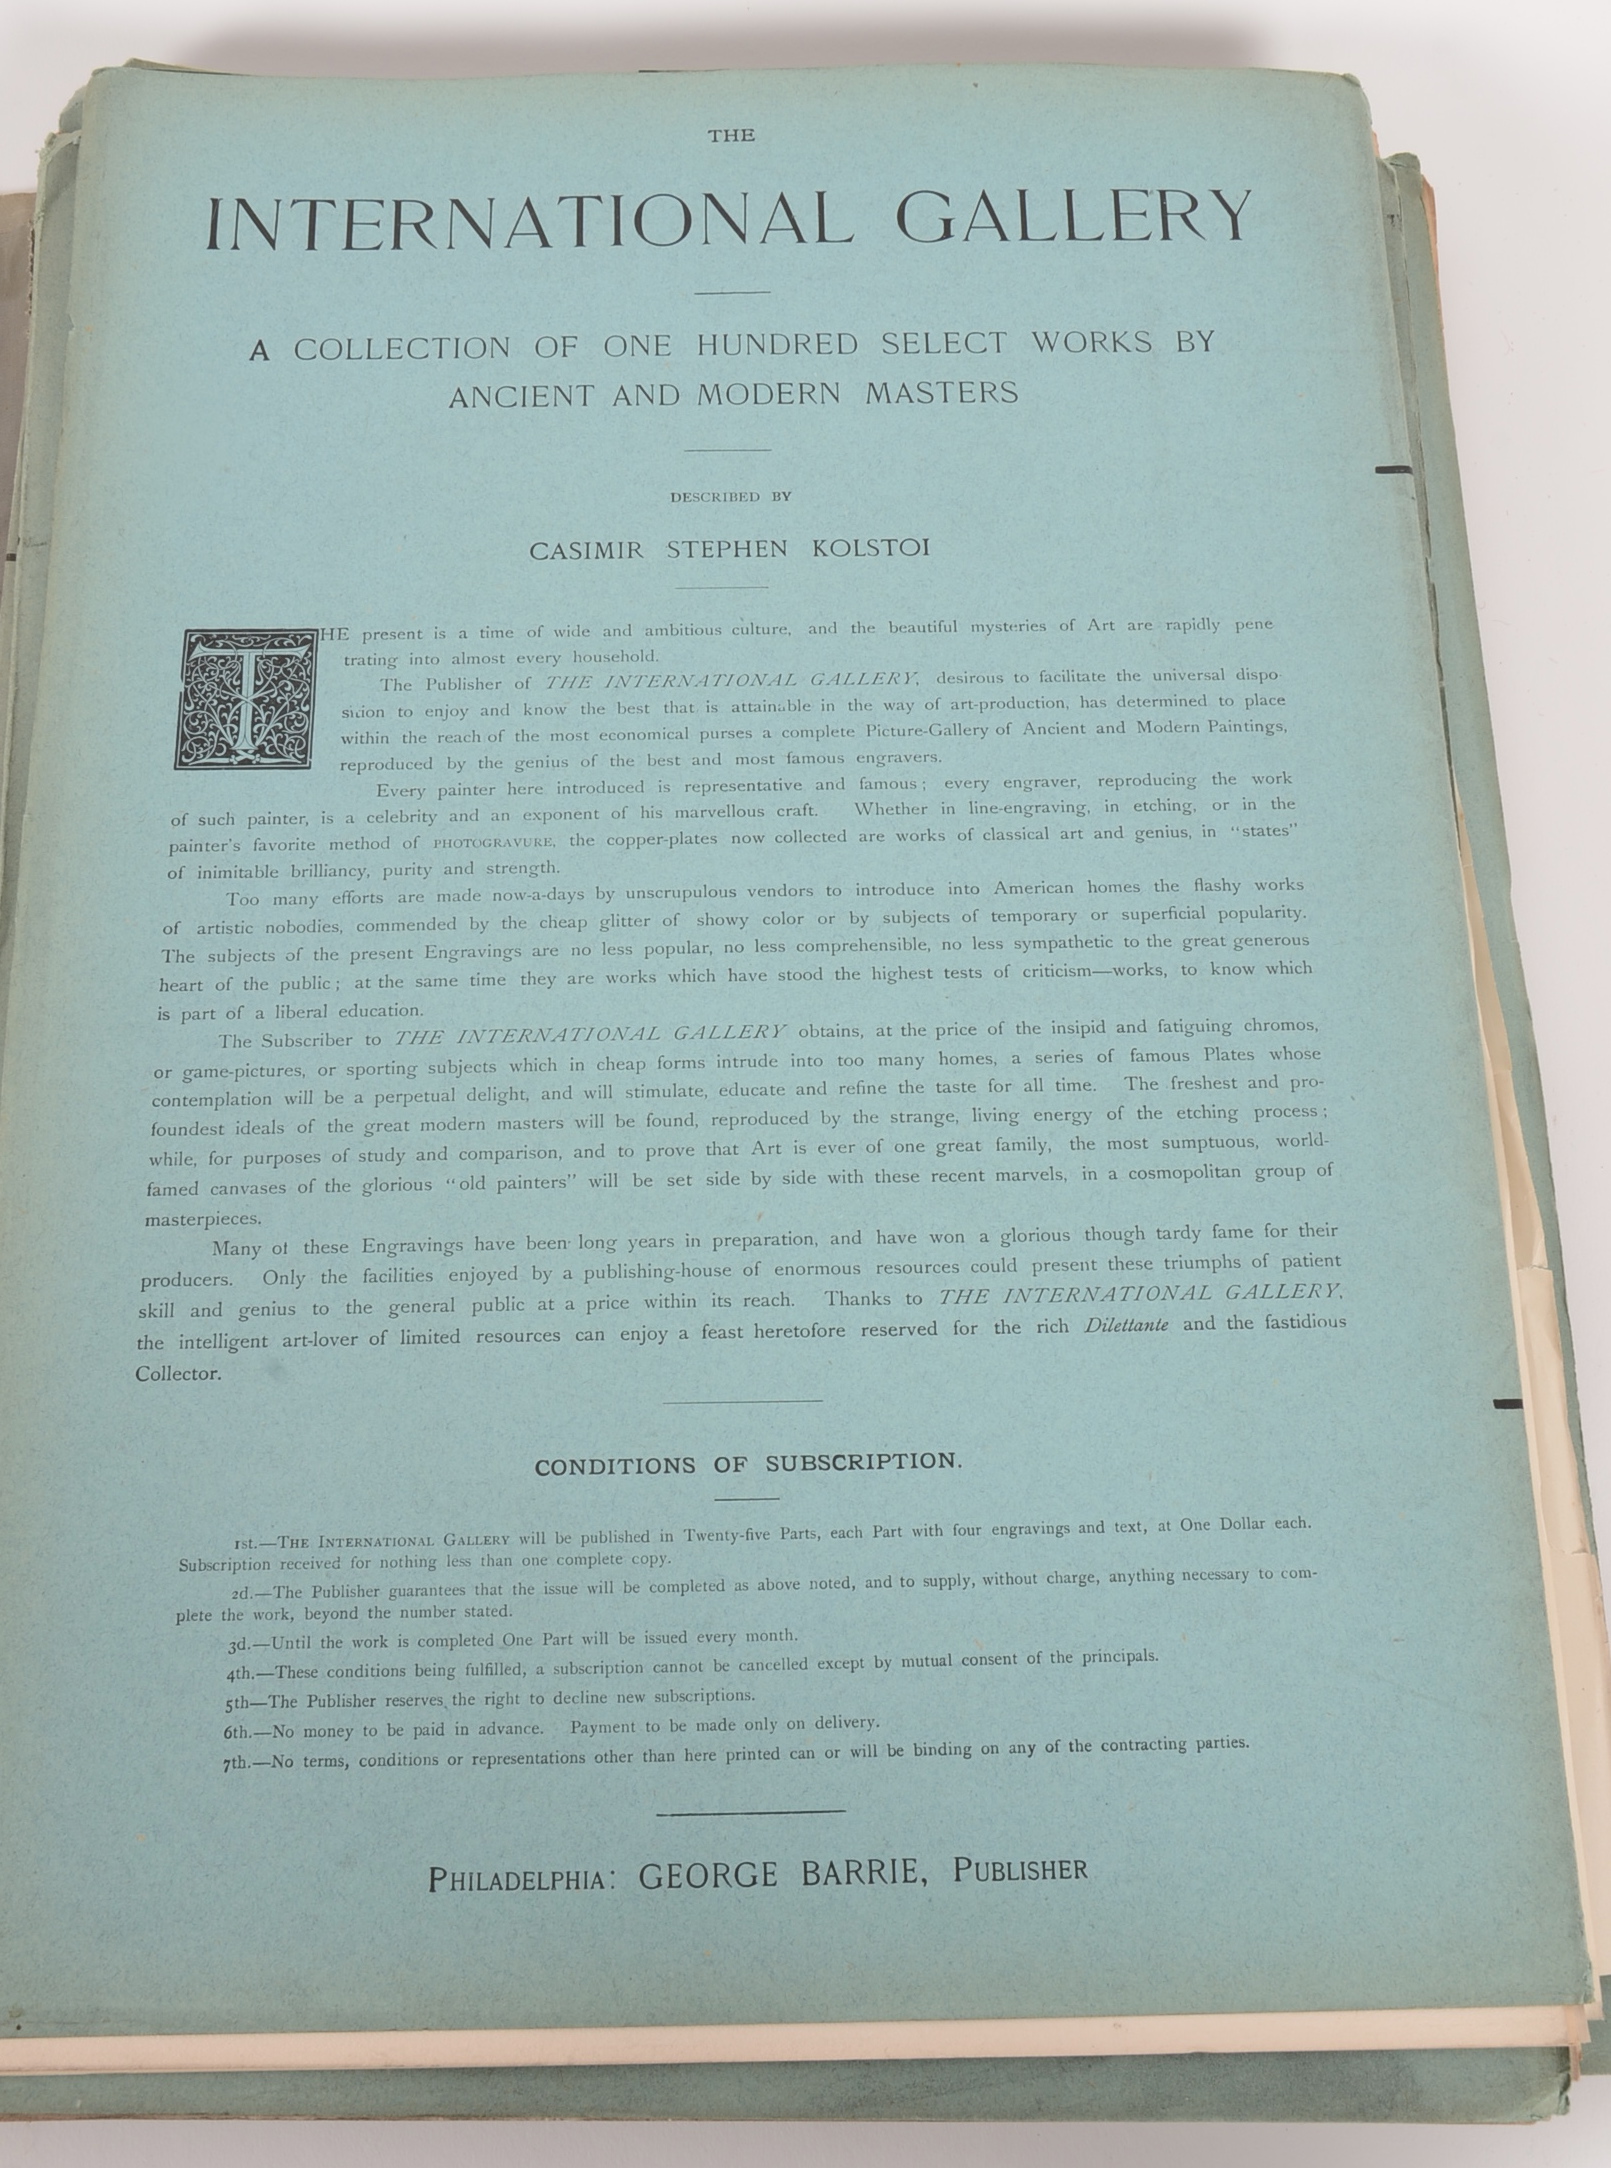 THE
INTERNATIONAL GALLERY
A COLLECTION OF ONE HUNDRED SELECT WORKS BY
ANCIENT AND MODERN MASTERS
DESCRIBED BY
CASIMIR STEPHEN KOLSTOI
THE present is a time of wide and ambitious culture, and the beautiful mysteries of Art are rapidly pene
trating into almost every household.
The Publisher of THE INTERNATIONAL GALLERY, desirous to facilitate the universal dispo-
sition to enjoy and know the best that is attainable in the way of art-production, has determined to place
within the reach of the most economical purses a complete Picture-Gallery of Ancient and Modern Paintings,
reproduced by the genius of the best and most famous engravers.
Every painter here introduced is representative and famous; every engraver, reproducing the work
of such painter, is a celebrity and an exponent of his marvellous craft. Whether in line-engraving, in etching, or in the
painter's favorite method of PHOTOGRAVURE, the copper-plates now collected are works of classical art and genius, in "states"
of inimitable brilliancy, purity and strength.
Too many efforts are made now-a-days by unscrupulous vendors to introduce into American homes the flashy works
of artistic nobodies, commended by the cheap glitter of showy color or by subjects of temporary or superficial popularity.
The subjects of the present Engravings are no less popular, no less comprehensible, no less sympathetic to the great generous
heart of the public; at the same time they are works which have stood the highest tests of criticism—works, to know which
is part of a liberal education.
The Subscriber to THE INTERNATIONAL GALLERY obtains, at the price of the insipid and fatiguing chromos,
or game-pictures, or sporting subjects which in cheap forms intrude into too many homes, a series of famous Plates whose
contemplation will be a perpetual delight, and will stimulate, educate and refine the taste for all time. The freshest and pro-
foundest ideals of the great modern masters will be found, reproduced by the strange, living energy of the etching process;
while, for purposes of study and comparison, and to prove that Art is ever of one great family, the most sumptuous, world-
famed canvases of the glorious "old painters" will be set side by side with these recent marvels, in a cosmopolitan group of
masterpieces.
Many of these Engravings have been long years in preparation, and have won a glorious though tardy fame for their
producers. Only the facilities enjoyed by a publishing-house of enormous resources could present these triumphs of patient
skill and genius to the general public at a price within its reach. Thanks to THE INTERNATIONAL GALLERY,
the intelligent art-lover of limited resources can enjoy a feast heretofore reserved for the rich Dilettante and the fastidious
Collector.
CONDITIONS OF SUBSCRIPTION.
1st.—THE INTERNATIONAL GALLERY will be published in Twenty-five Parts, each Part with four engravings and text, at One Dollar each.
Subscription received for nothing less than one complete copy.
2d.—The Publisher guarantees that the issue will be completed as above noted, and to supply, without charge, anything necessary to com-
plete the work, beyond the number stated.
3d.—Until the work is completed One Part will be issued every month.
4th.—These conditions being fulfilled, a subscription cannot be cancelled except by mutual consent of the principals.
5th—The Publisher reserves the right to decline new subscriptions.
6th.—No money to be paid in advance. Payment to be made only on delivery.
7th.—No terms, conditions or representations other than here printed can or will be binding on any of the contracting parties.
PHILADELPHIA: GEORGE BARRIE, PUBLISHER